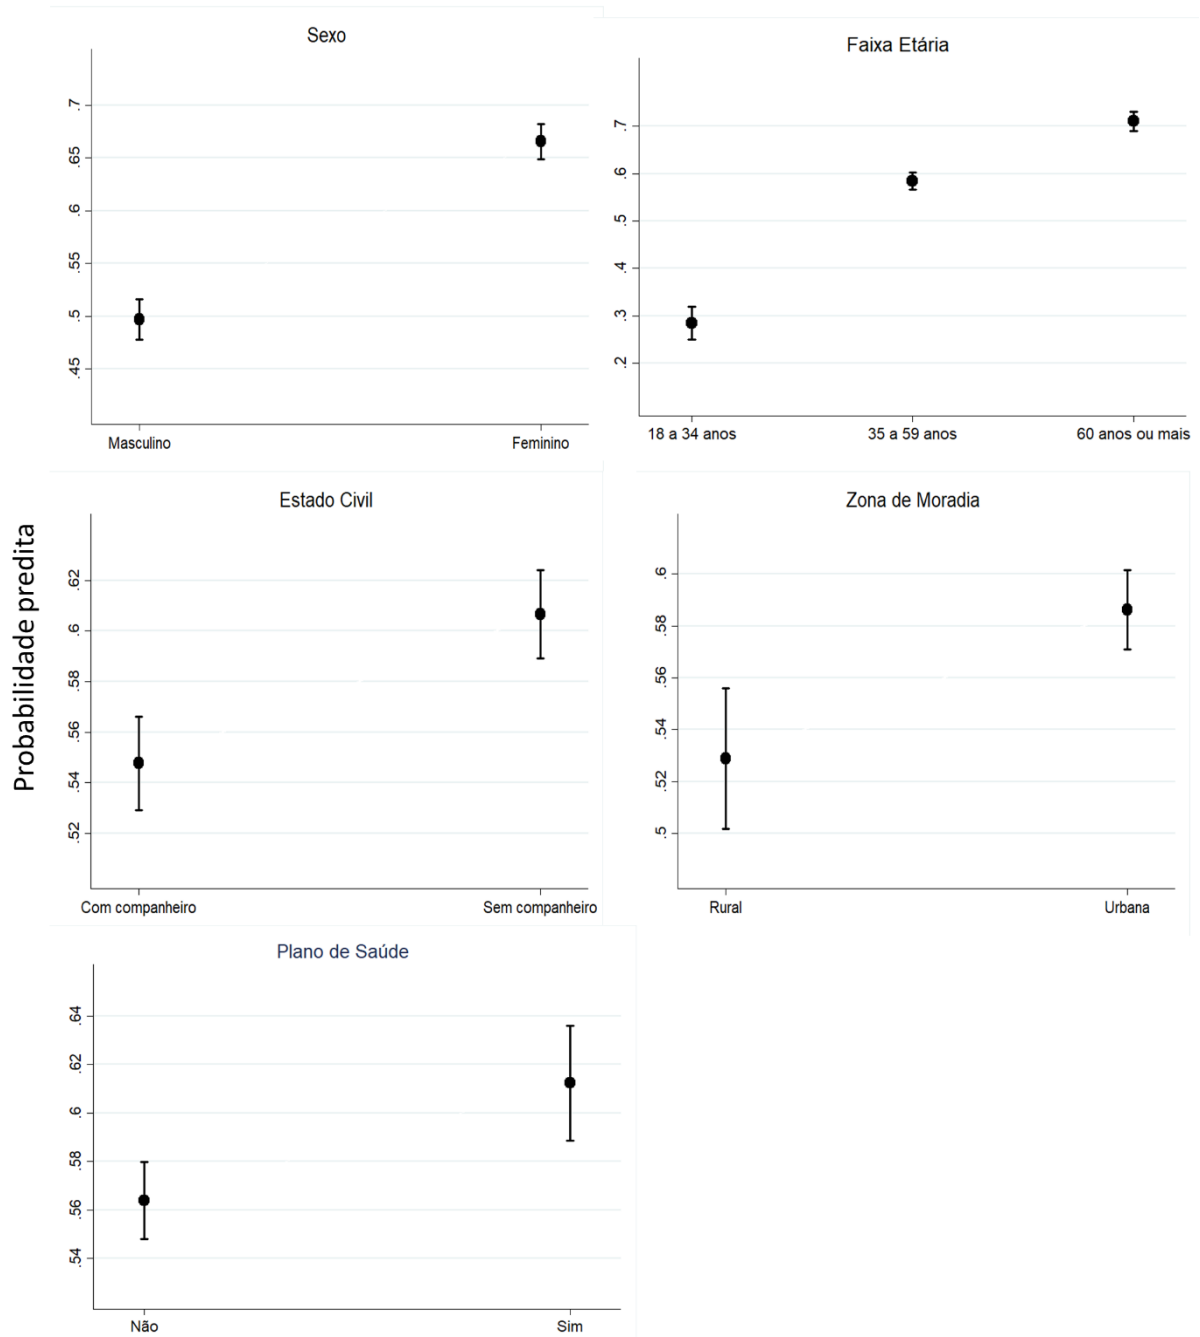 Sexo
.7
.65
.6
.55
.5
.45
Masculino
Feminino
Faixa Etária
.7
.6
.5
.4
.3
.2
18 a 34 anos
35 a 59 anos
60 anos ou mais
Probabilidade predita
Estado Civil
.62
.6
.58
.56
.54
.52
Com companheiro
Sem companheiro
Zona de Moradia
.6
.58
.56
.54
.52
.5
Rural
Urbana
Plano de Saúde
.64
.62
.6
.58
.56
.54
Não
Sim